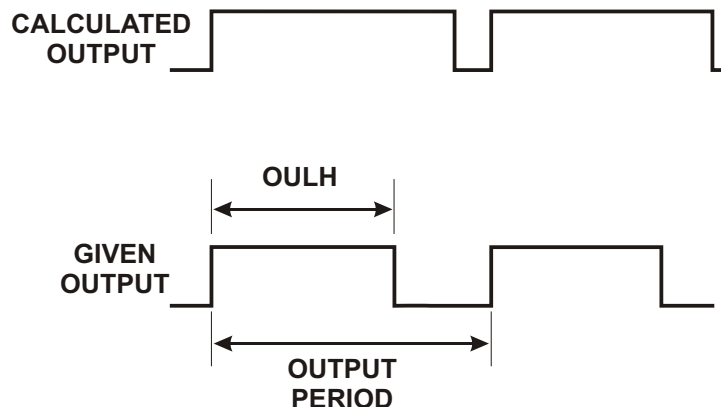 CALCULATED
OUTPUT
OULH
GIVEN
OUTPUT
OUTPUT
PERIOD